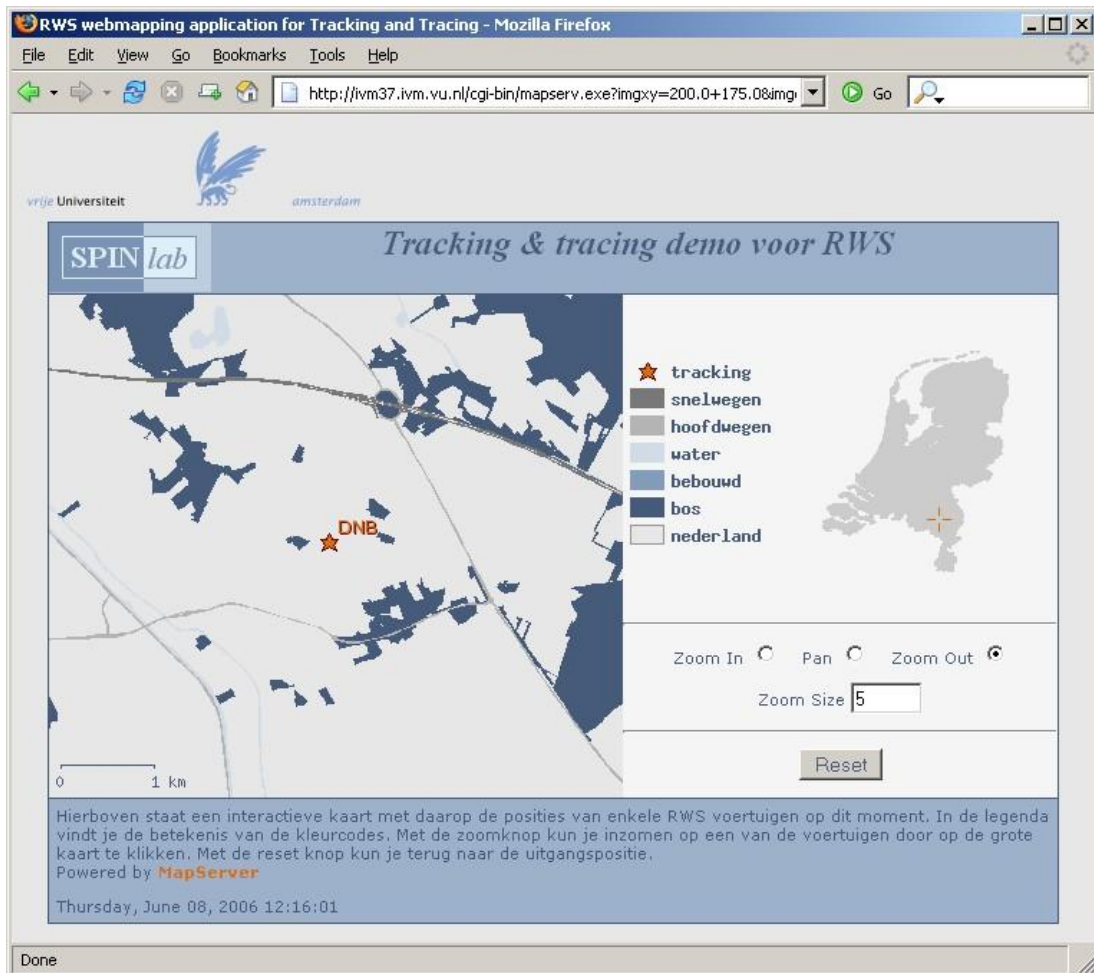 RWS webmapping application for Tracking and Tracing - Mozilla Firefox
File Edit View Go Bookmarks Tools Help
http://ivm37.ivm.vu.nl/cgi-bin/mapserv.exe?imgxy=200.0+175.0&img Go
vrije Universiteit amsterdam
SPIN lab
Tracking & tracing demo voor RWS
DNB
0 1 km
tracking
snelwegen
hoofdwegen
water
bebouwd
bos
nederland
Zoom In Pan Zoom Out
Zoom Size 5
Reset
Hierboven staat een interactieve kaart met daarop de posities van enkele RWS voertuigen op dit moment. In de legenda
vindt je de betekenis van de kleurcodes. Met de zoomknop kun je inzomen op een van de voertuigen door op de grote
kaart te klikken. Met de reset knop kun je terug naar de uitgangspositie.
Powered by MapServer
Thursday, June 08, 2006 12:16:01
Done